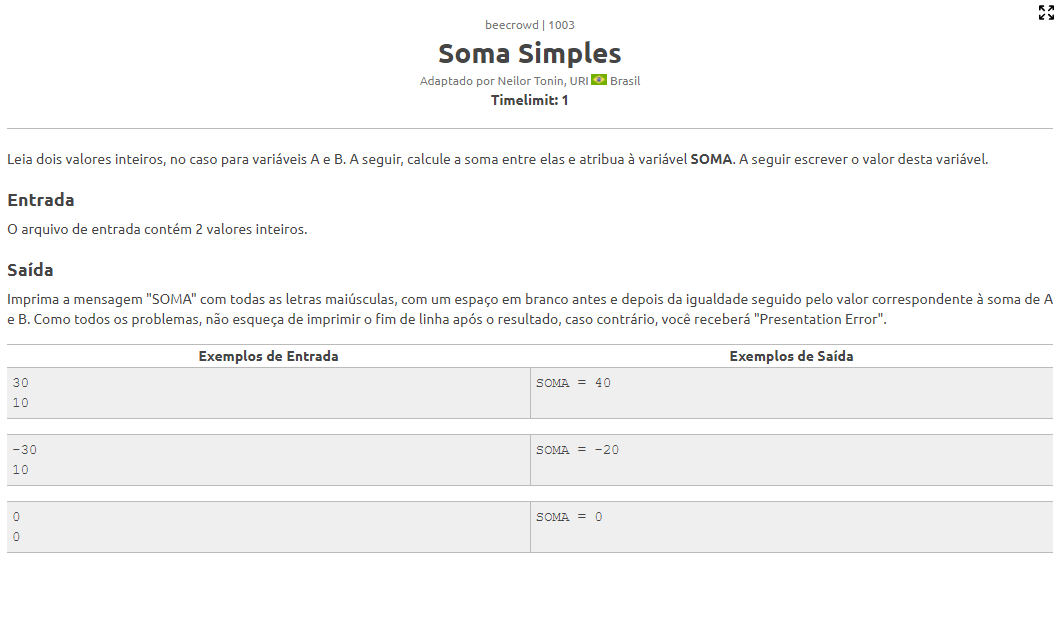 beecrowd | 1003
Soma Simples
Adaptado por Neilor Tonin, URI Brasil
Timelimit: 1
Leia dois valores inteiros, no caso para variáveis A e B. A seguir, calcule a soma entre elas e atribua à variável SOMA. A seguir escrever o valor desta variável.
Entrada
O arquivo de entrada contém 2 valores inteiros.
Saída
Imprima a mensagem "SOMA" com todas as letras maiúsculas, com um espaço em branco antes e depois da igualdade seguido pelo valor correspondente à soma de A
e B. Como todos os problemas, não esqueça de imprimir o fim de linha após o resultado, caso contrário, você receberá "Presentation Error".
Exemplos de Entrada Exemplos de Saída
30 SOMA = 40
10
-30 SOMA = -20
10
0 SOMA = 0
0